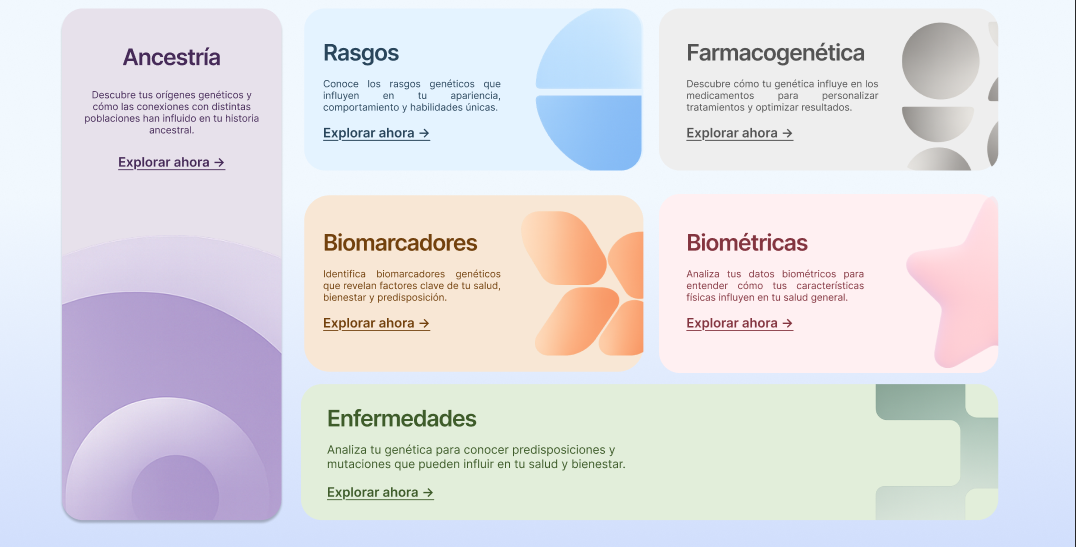 Ancestría
Descubre tus orígenes genéticos y
cómo las conexiones con distintas
poblaciones han influido en tu historia
ancestral.
Explorar ahora →
Rasgos
Conoce los rasgos genéticos que
influyen en tu apariencia,
comportamiento y habilidades únicas.
Explorar ahora →
Farmacogenética
Descubre cómo tu genética influye en los
medicamentos para personalizar
tratamientos y optimizar resultados.
Explorar ahora →
Biomarcadores
Identifica biomarcadores genéticos
que revelan factores clave de tu salud,
bienestar y predisposición.
Explorar ahora →
Biométricas
Analiza tus datos biométricos para
entender cómo tus características
físicas influyen en tu salud general.
Explorar ahora →
Enfermedades
Analiza tu genética para conocer predisposiciones y
mutaciones que pueden influir en tu salud y bienestar.
Explorar ahora →